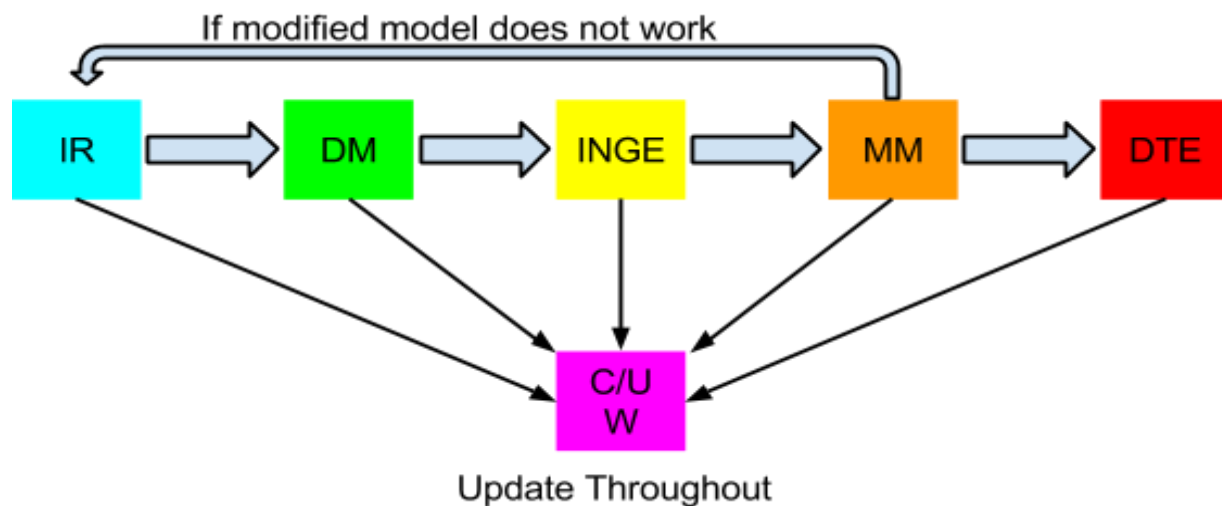 If modified model does not work
IR
DM
INGE
MM
DTE
C/U
W
Update Throughout